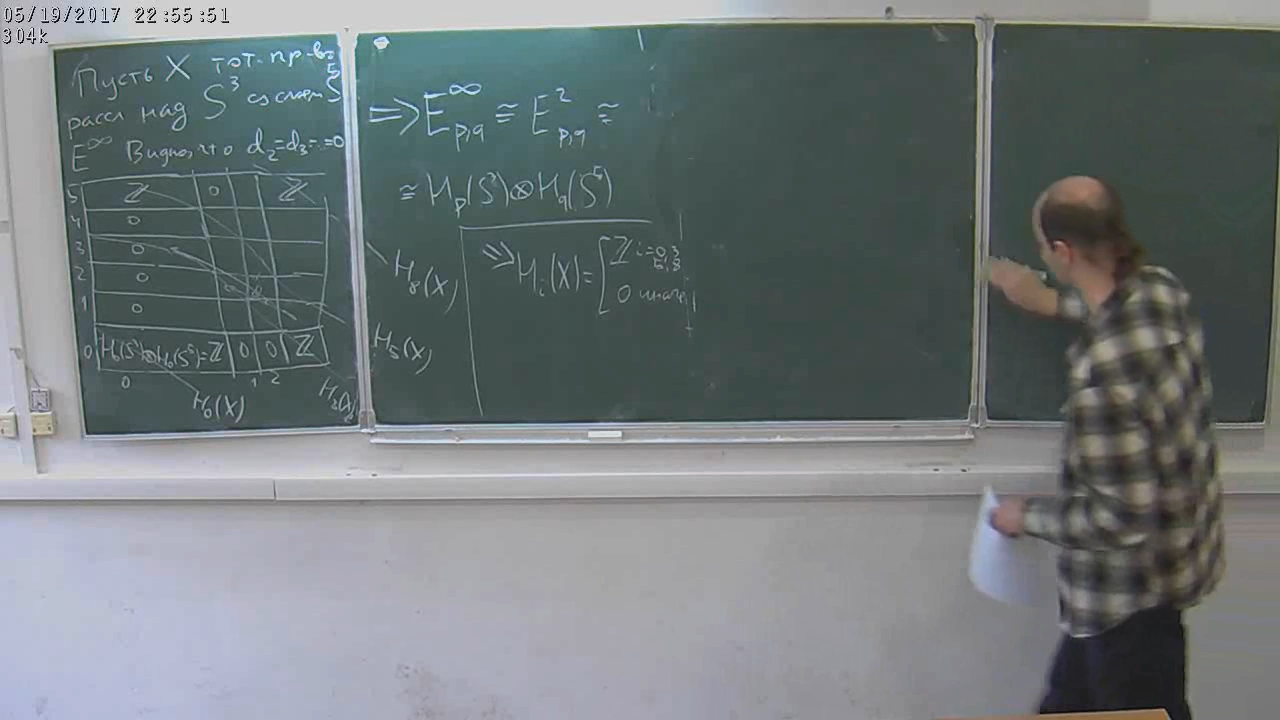 05/19/2017 22:55:51
304k
Пусть X тот. пр-во
рассл над S³ со слоем S⁵
E^∞ Видно, что d₂=d₃=...=0
5 ℤ 0 ℤ
4 0
3 0
2 0
1 0
0 H₀(S³)⊗H₀(S⁵)=ℤ 0 0 ℤ
0 1 2
H₀(X)
H₃(X)
⇒ E^∞_{p,q} ≅ E²_{p,q} ≅
≅ H_p(S³)⊗H_q(S⁵)
H₈(X)
H₅(X)
⇒ H_i(X) = [ ℤ i=0,3
5,8
0 иначе